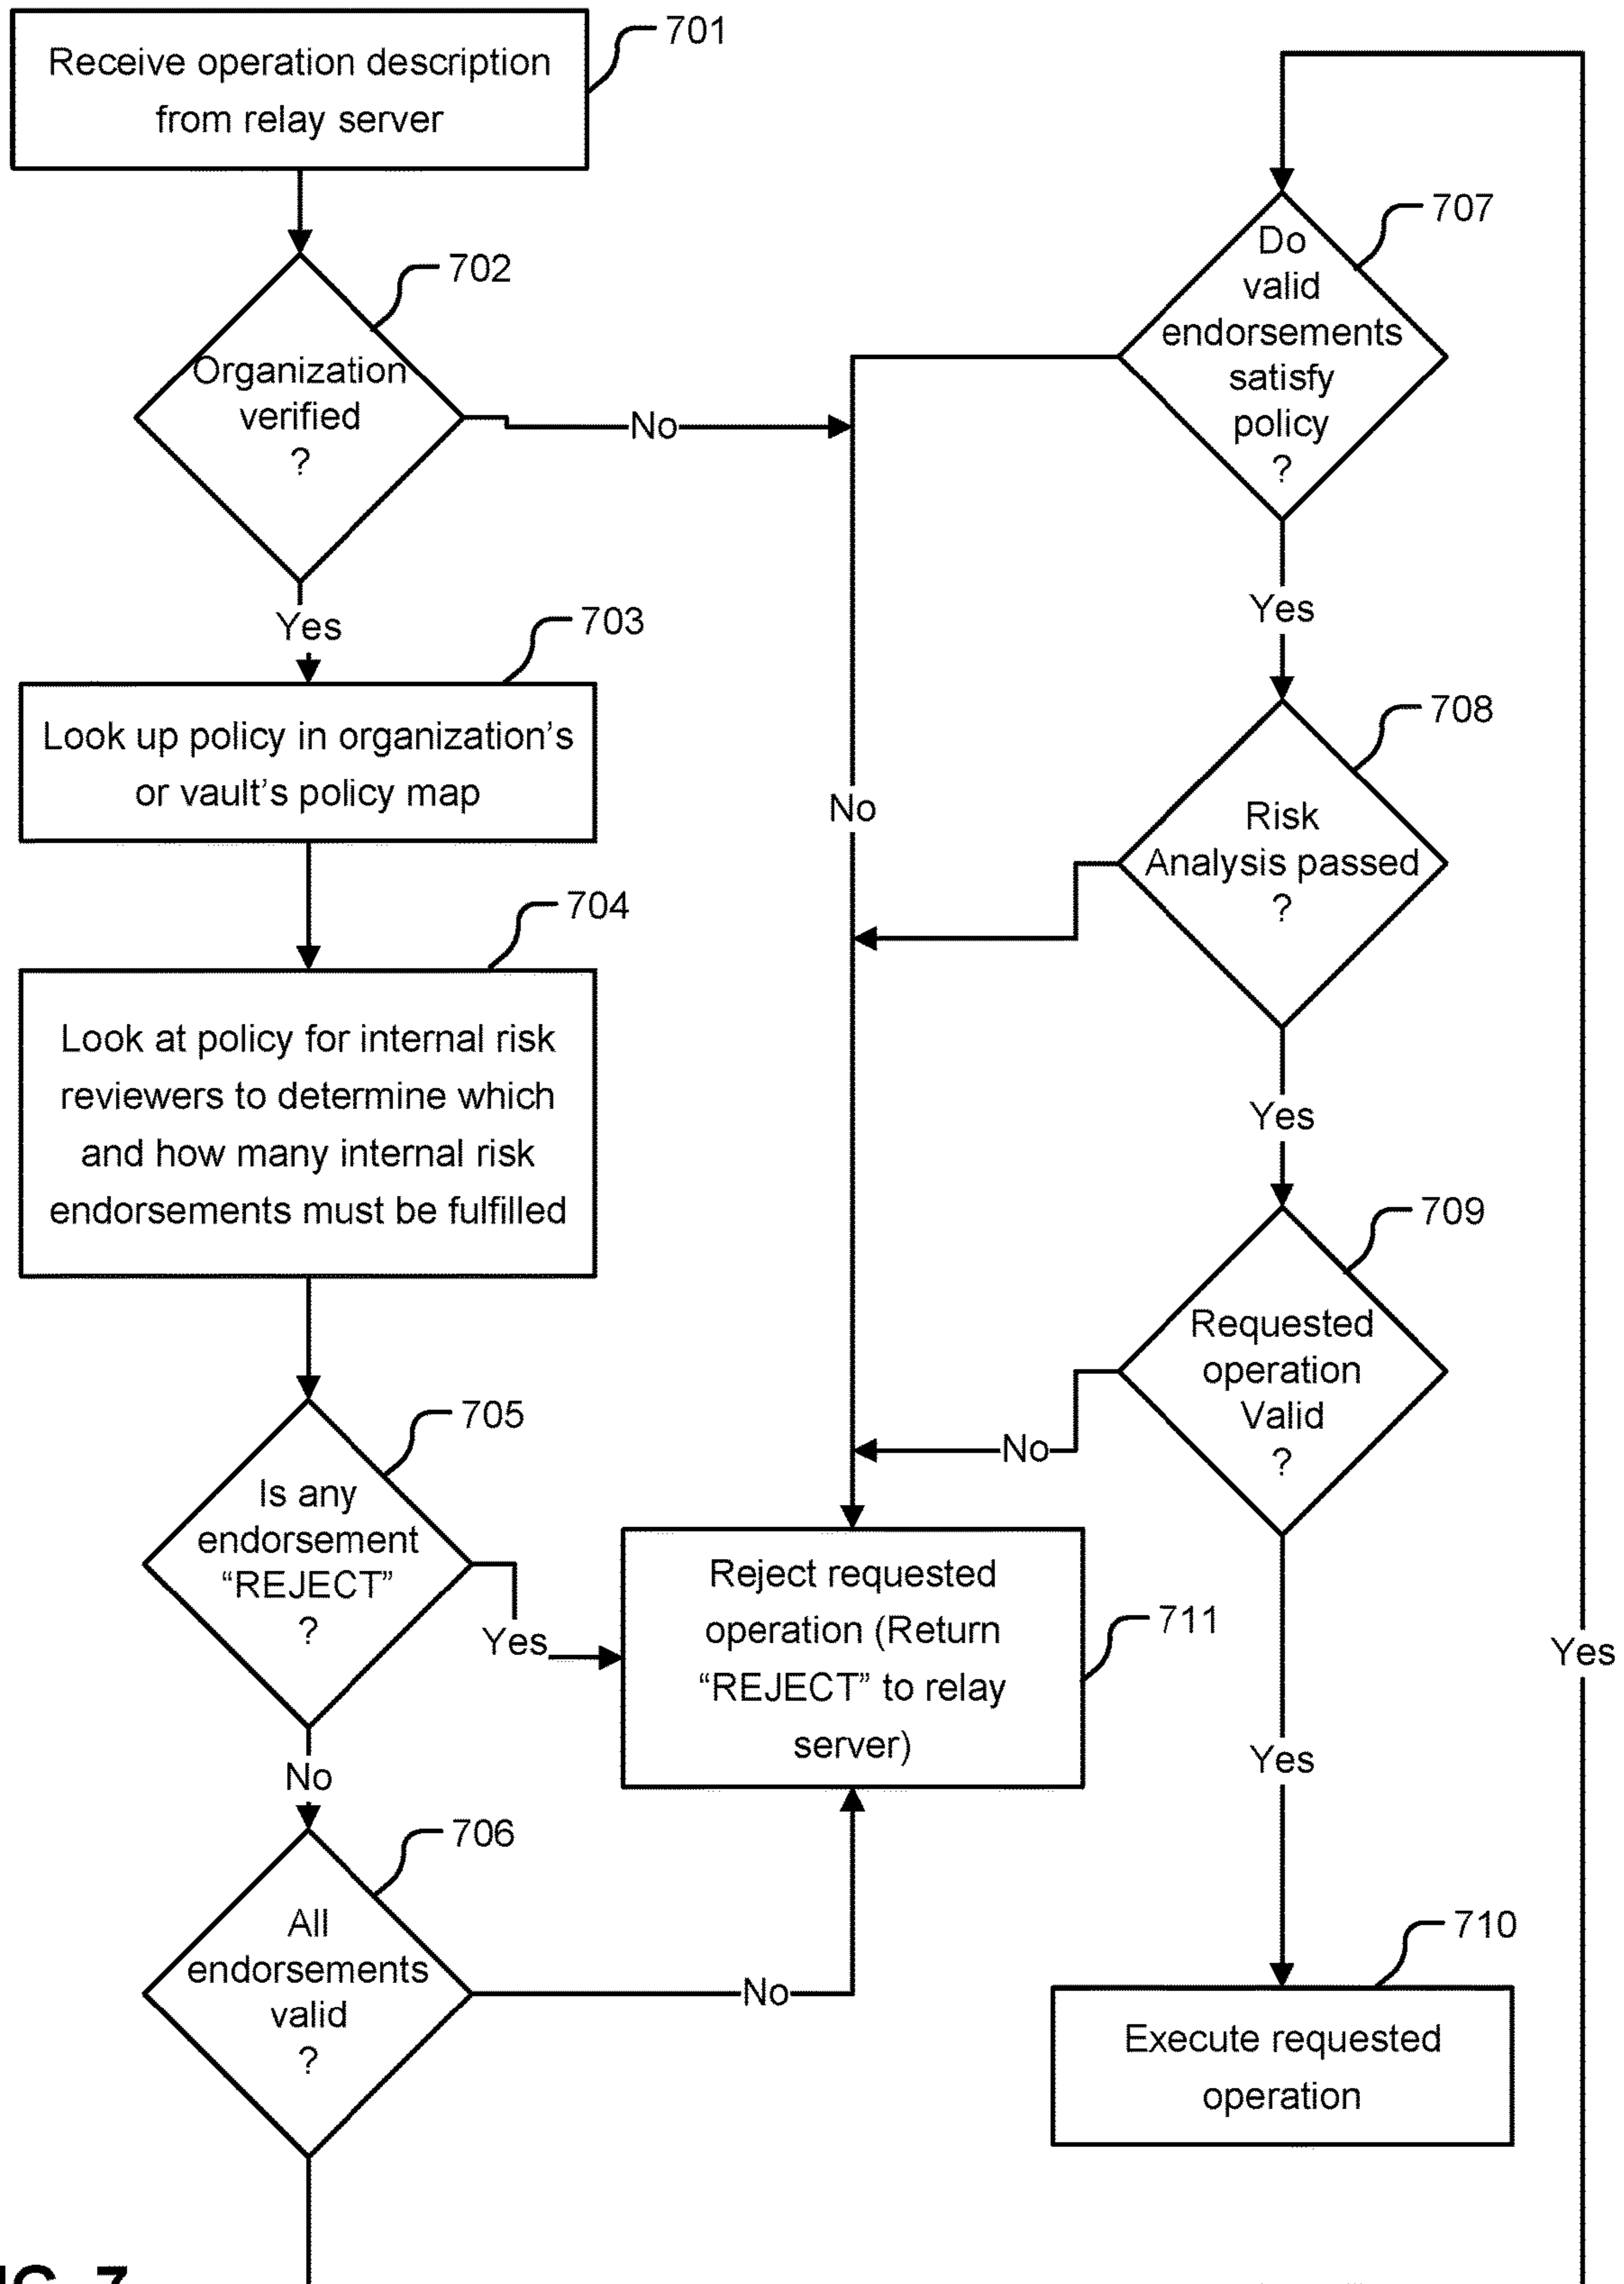 701
Receive operation description
from relay server
702
Organization
verified
?
No
Yes
703
Look up policy in organization's
or vault's policy map
704
Look at policy for internal risk
reviewers to determine which
and how many internal risk
endorsements must be fulfilled
705
Is any
endorsement
“REJECT”
?
Yes
No
706
All
endorsements
valid
?
No
Yes
707
Do
valid
endorsements
satisfy
policy
?
No
Yes
708
Risk
Analysis passed
?
Yes
709
Requested
operation
Valid
?
No
Yes
710
Execute requested
operation
711
Reject requested
operation (Return
“REJECT” to relay
server)
7